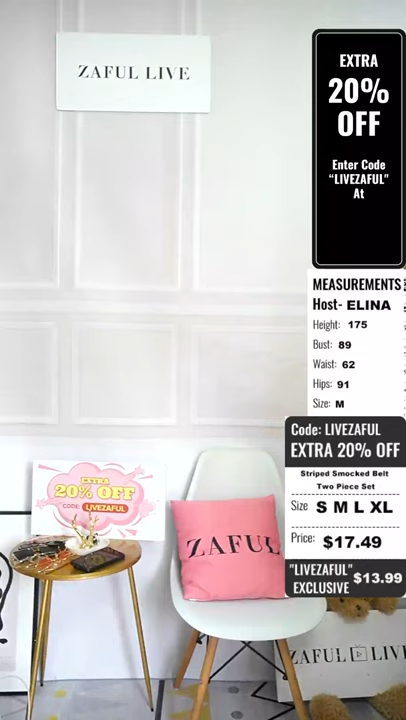 ZAFUL LIVE
EXTRA
20%
OFF
Enter Code
"LIVEZAFUL"
At
MEASUREMENTS
Host- ELINA
Height: 175
Bust: 89
Waist: 62
Hips: 91
Size: M
Code: LIVEZAFUL
EXTRA 20% OFF
Striped Smocked Belt
Two Piece Set
Size S M L XL
Price: $17.49
"LIVEZAFUL" $13.99
EXCLUSIVE
EXTRA
20% OFF
CODE: LIVEZAFUL
ZAFUL
ZAFUL LIVE